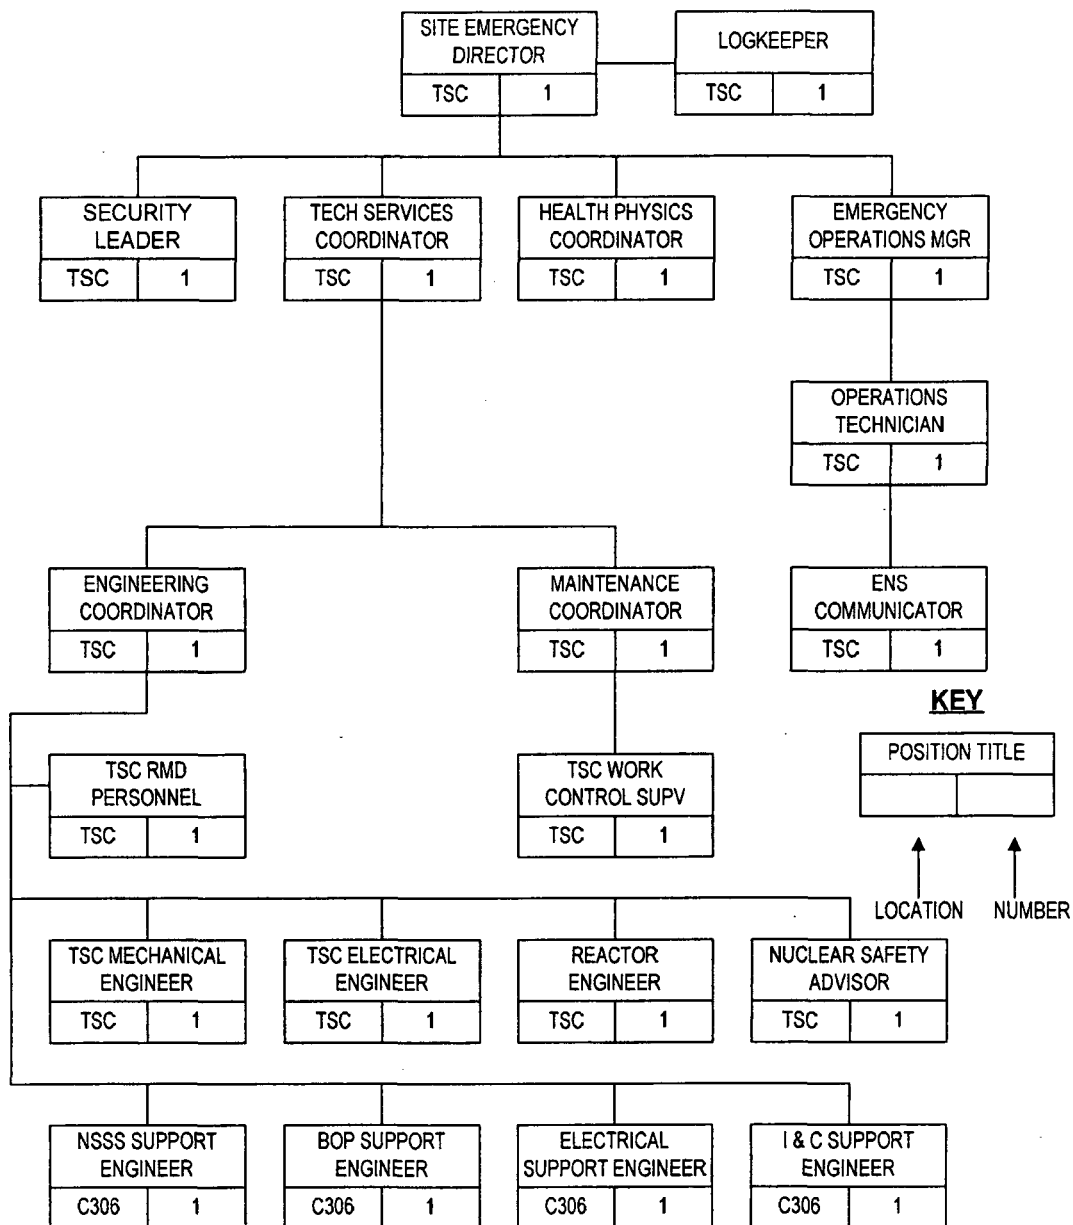 SITE EMERGENCY
DIRECTOR
TSC 1
LOGKEEPER
TSC 1
SECURITY
LEADER
TSC 1
TECH SERVICES
COORDINATOR
TSC 1
HEALTH PHYSICS
COORDINATOR
TSC 1
EMERGENCY
OPERATIONS MGR
TSC 1
OPERATIONS
TECHNICIAN
TSC 1
ENGINEERING
COORDINATOR
TSC 1
MAINTENANCE
COORDINATOR
TSC 1
ENS
COMMUNICATOR
TSC 1
KEY
POSITION TITLE
LOCATION NUMBER
TSC RMD
PERSONNEL
TSC 1
TSC WORK
CONTROL SUPV
TSC 1
TSC MECHANICAL
ENGINEER
TSC 1
TSC ELECTRICAL
ENGINEER
TSC 1
REACTOR
ENGINEER
TSC 1
NUCLEAR SAFETY
ADVISOR
TSC 1
NSSS SUPPORT
ENGINEER
C306 1
BOP SUPPORT
ENGINEER
C306 1
ELECTRICAL
SUPPORT ENGINEER
C306 1
I & C SUPPORT
ENGINEER
C306 1